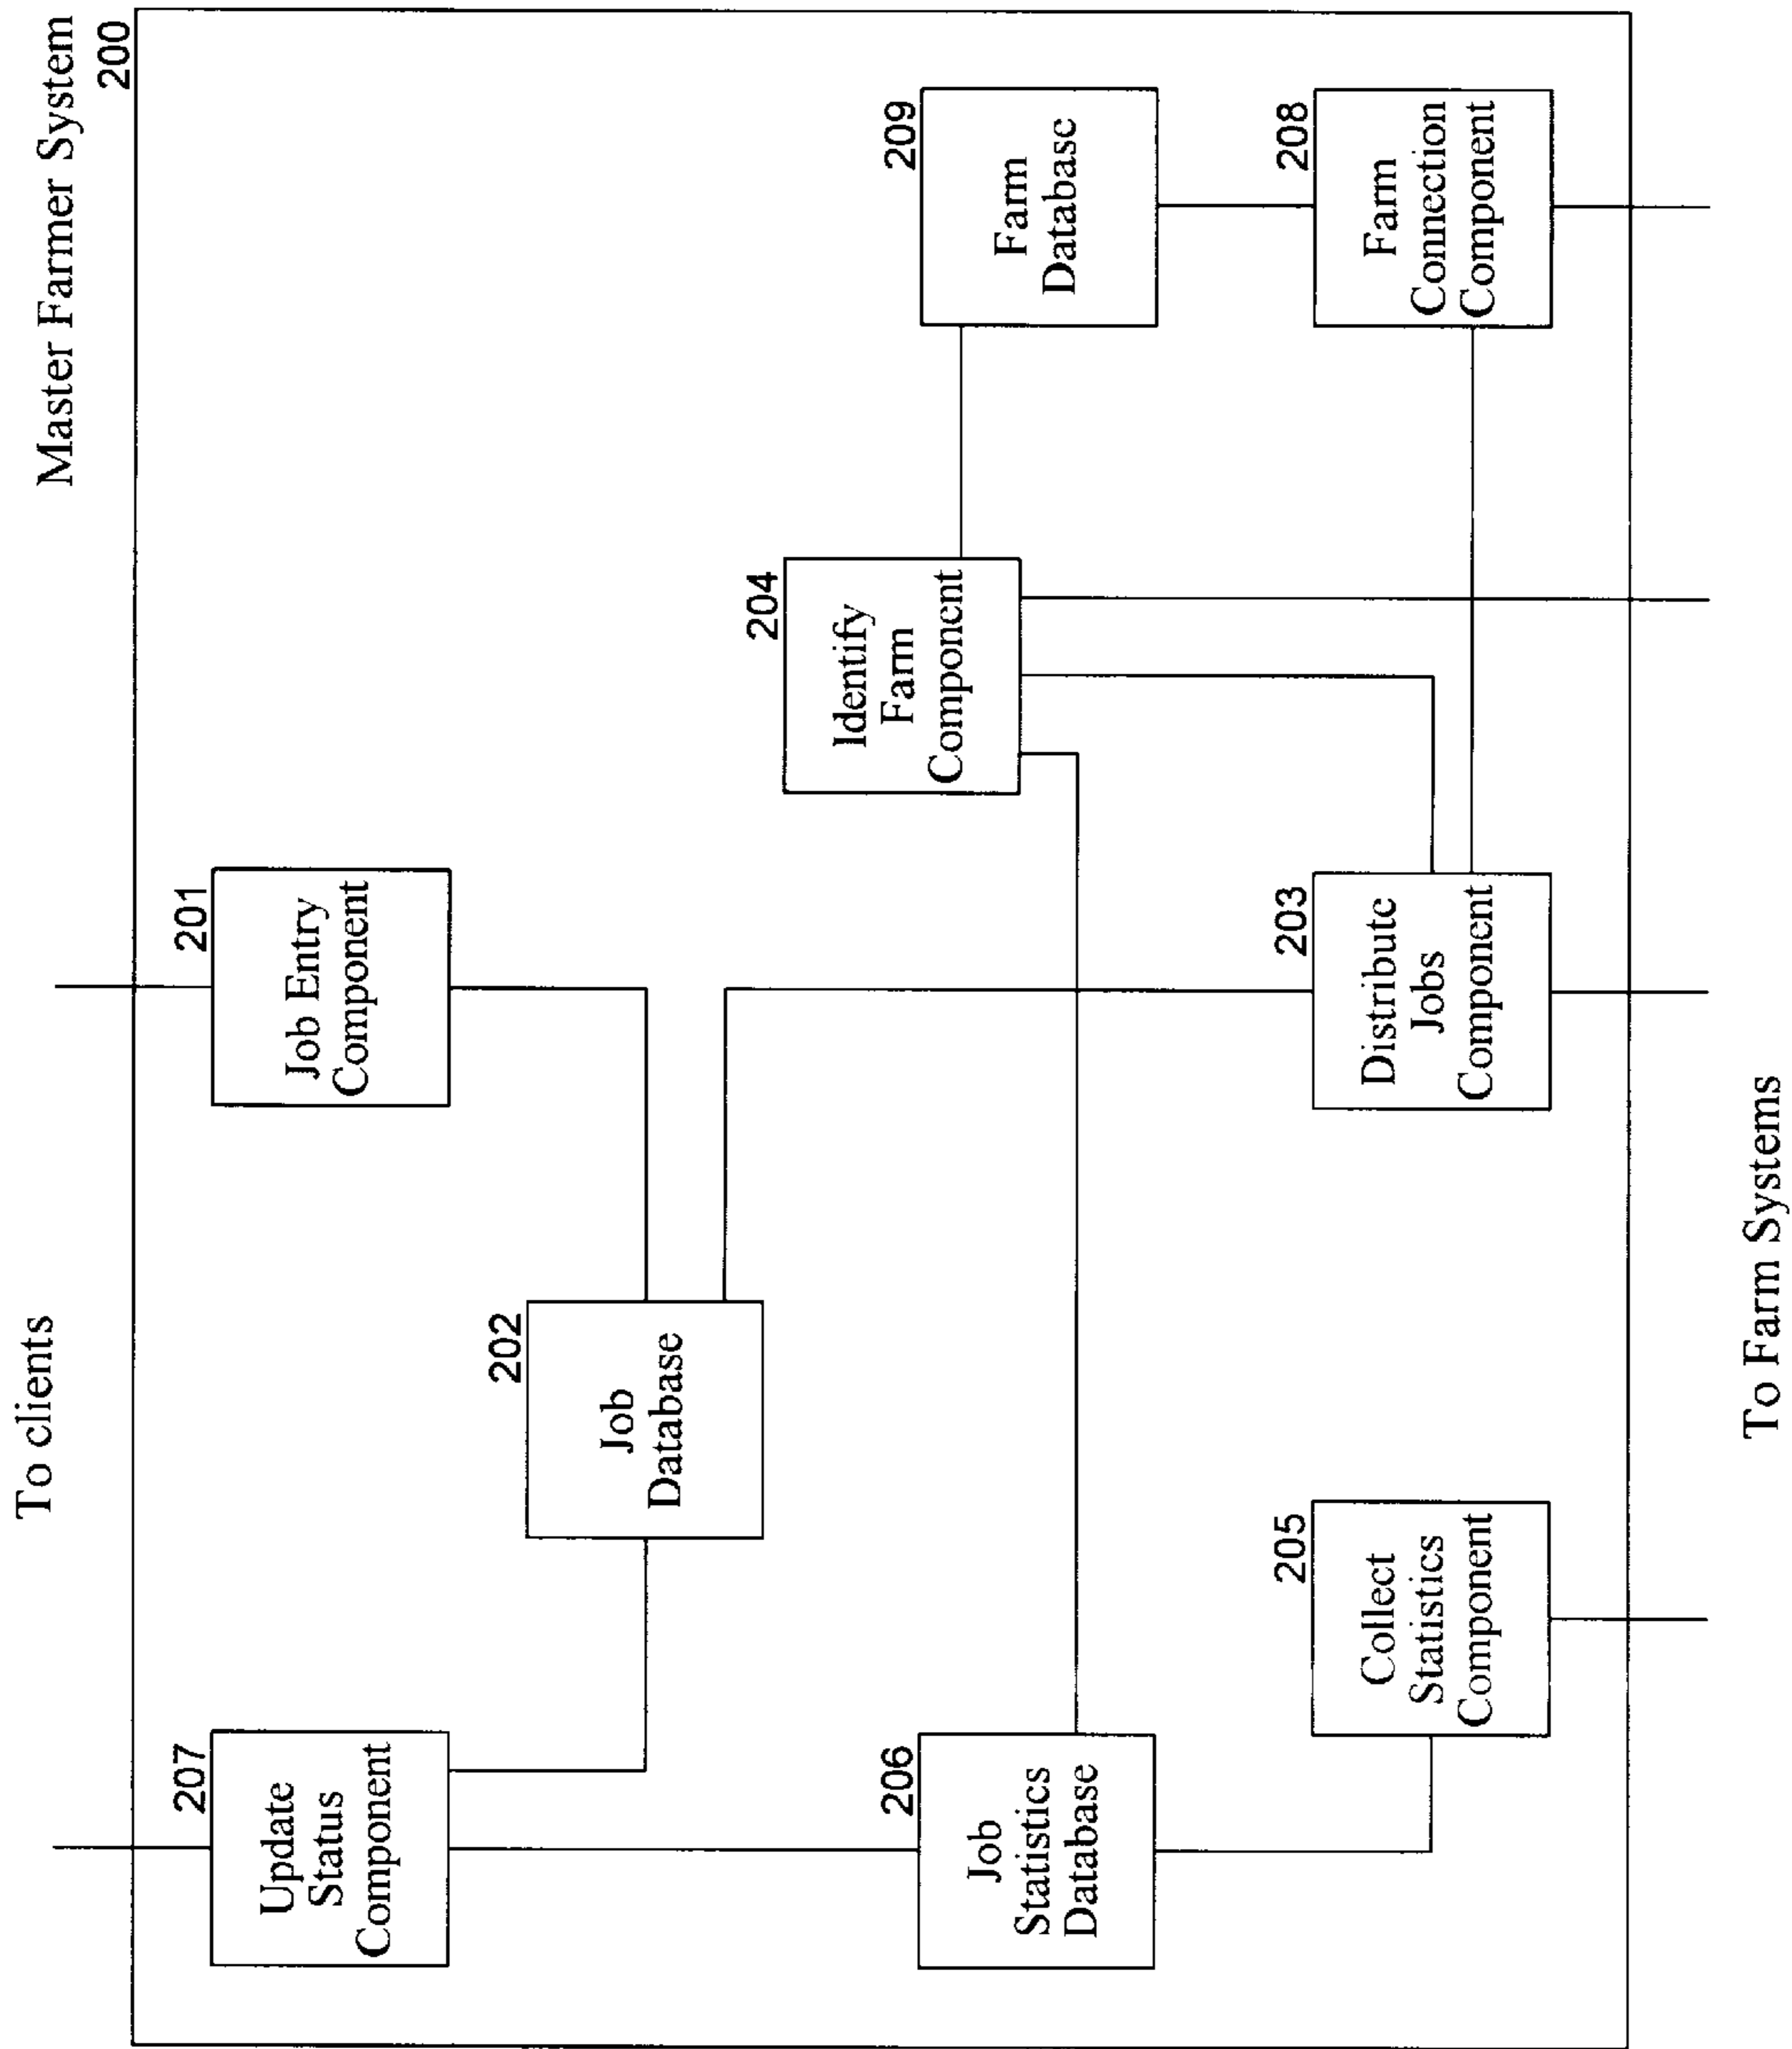 To clients
Master Farmer System
200
207
Update
Status
Component
201
Job Entry
Component
202
Job
Database
204
Identify
Farm
Component
206
Job
Statistics
Database
209
Farm
Database
205
Collect
Statistics
Component
203
Distribute
Jobs
Component
208
Farm
Connection
Component
To Farm Systems